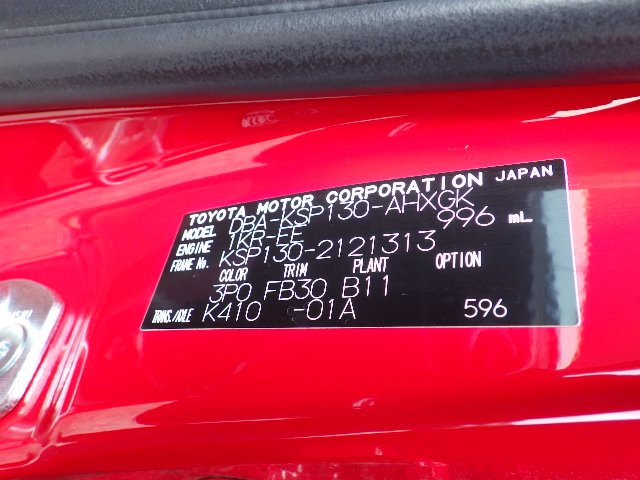 TOYOTA MOTOR CORPORATION JAPAN
MODEL DBA-KSP130-AHXGK
ENGINE 1KR-FE 996 mL
FRAME No. KSP130-2121313
COLOR TRIM PLANT OPTION
3P0 FB30 B11
TRANS./AXLE K410 -01A 596